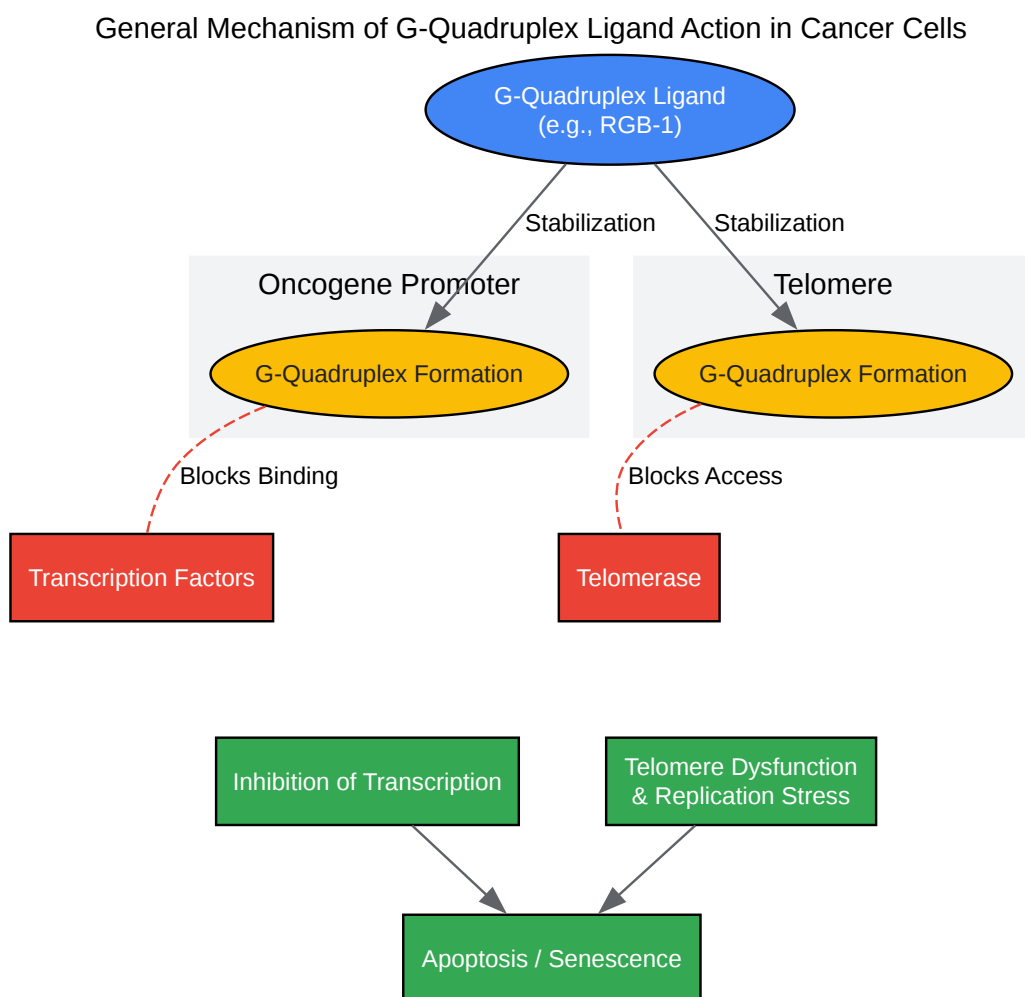 General Mechanism of G-Quadruplex Ligand Action in Cancer Cells
G-Quadruplex Ligand
(e.g., RGB-1)
Stabilization
Stabilization
Oncogene Promoter
Telomere
G-Quadruplex Formation
G-Quadruplex Formation
Blocks Binding
Blocks Access
Transcription Factors
Telomerase
Inhibition of Transcription
Telomere Dysfunction
& Replication Stress
Apoptosis / Senescence